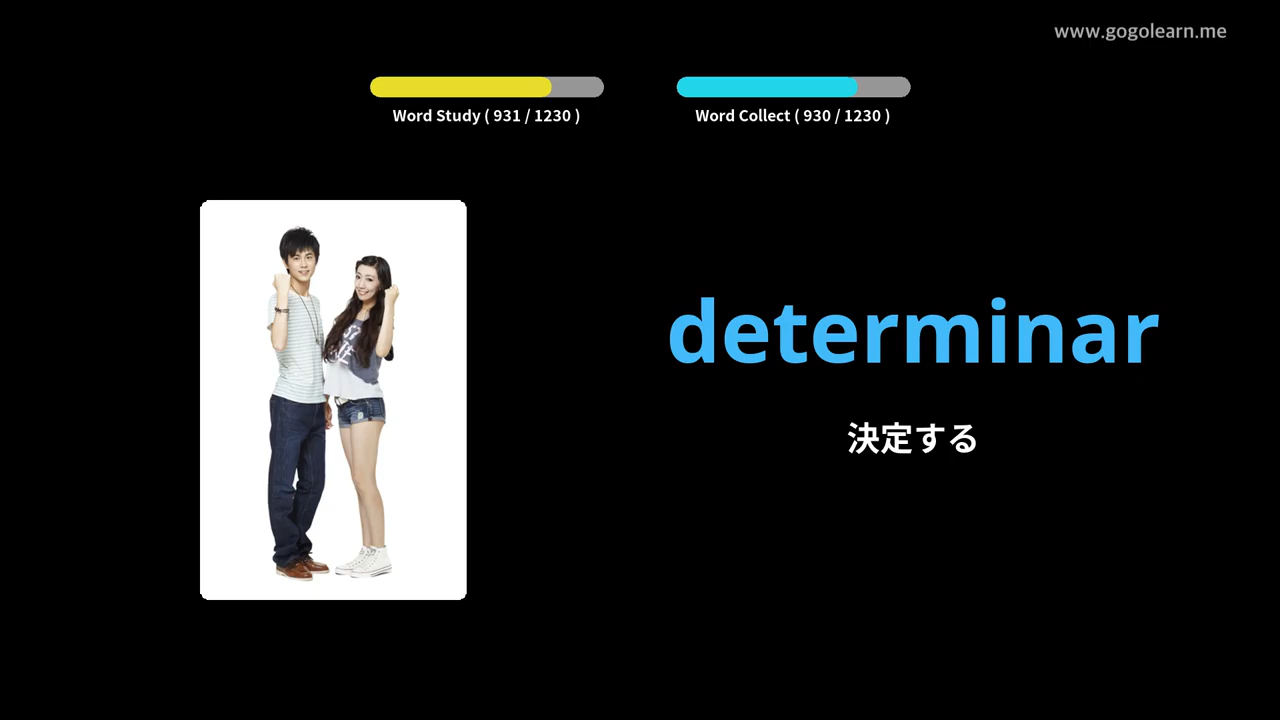 www.gogolearn.me
Word Study ( 931 / 1230 )
Word Collect ( 930 / 1230 )
determinar
決定する